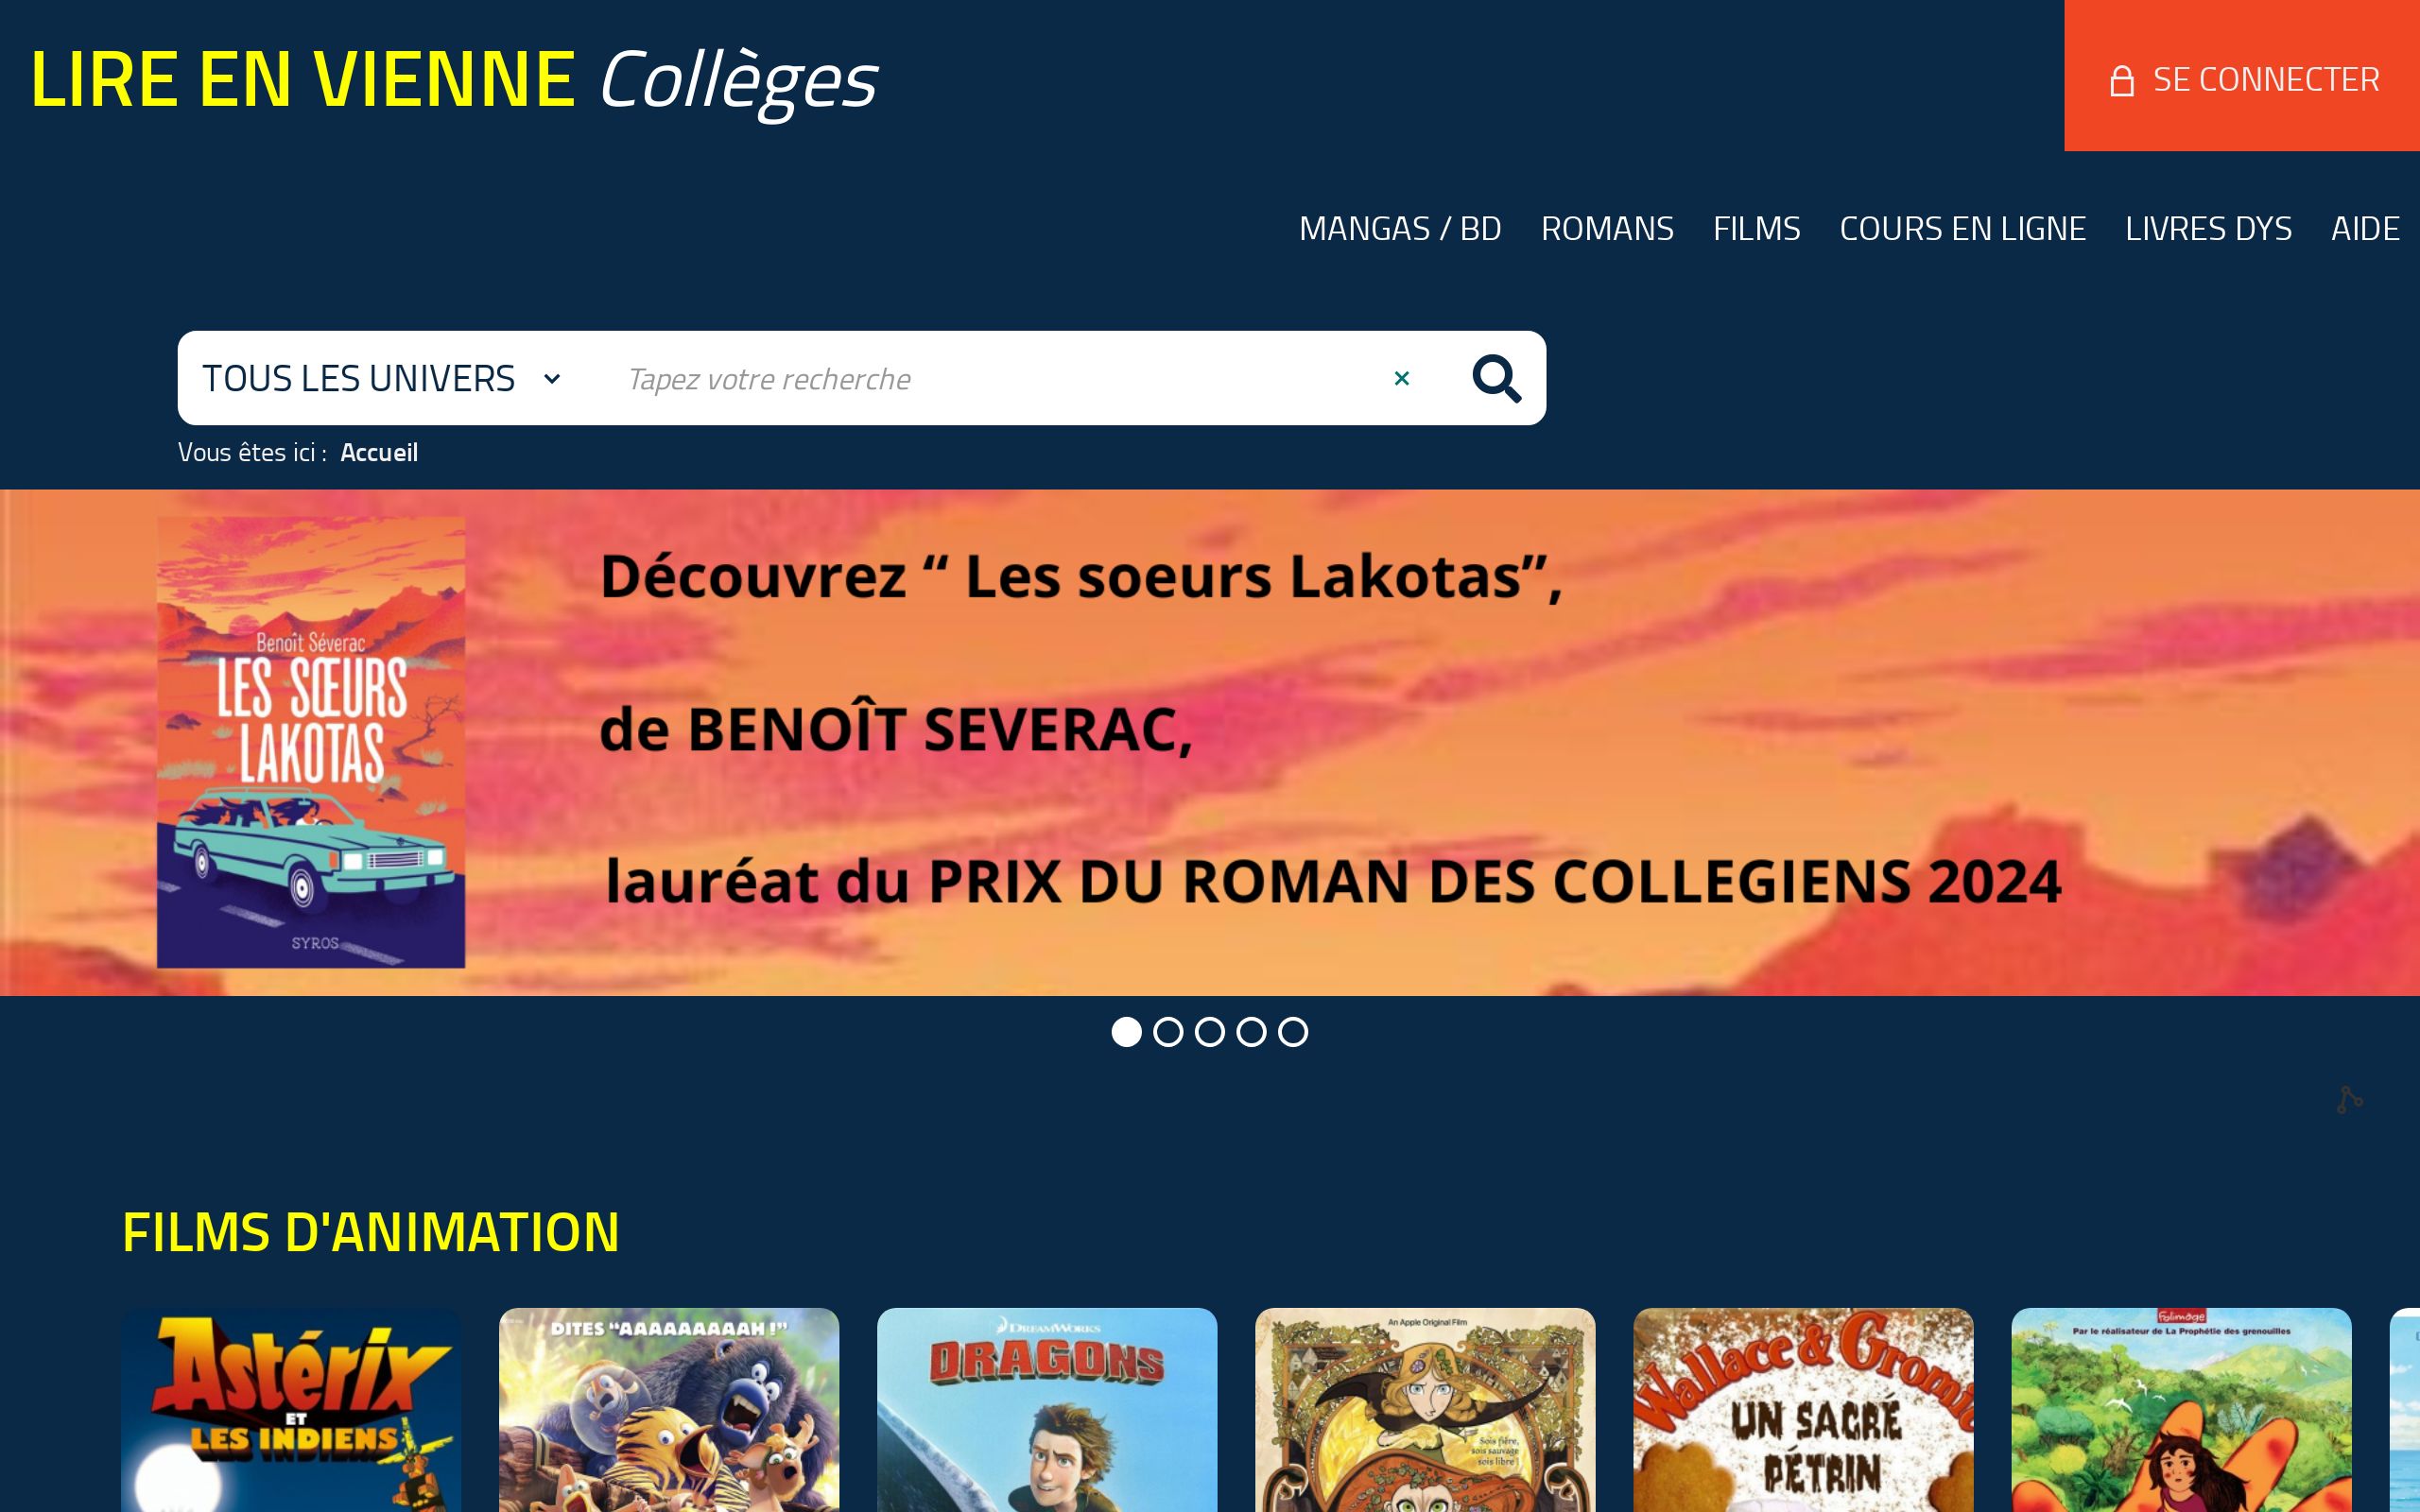 LIRE EN VIENNE Collèges
SE CONNECTER
MANGAS / BD ROMANS FILMS COURS EN LIGNE LIVRES DYS AIDE
TOUS LES UNIVERS Tapez votre recherche
Vous êtes ici : Accueil
Benoît Séverac
LES SŒURS
LAKOTAS
SYROS
Découvrez “ Les soeurs Lakotas”,
de BENOÎT SEVERAC,
lauréat du PRIX DU ROMAN DES COLLEGIENS 2024
FILMS D'ANIMATION
Astérix
ET
LES INDIENS
DITES “AAAAAAAAAH !”
DREAMWORKS
DRAGONS
An Apple Original Film
Sois fière,
sois sauvage
sois libre !
Wallace & Gromit
UN SACRÉ
PÉTRIN
Folimage
Par le réalisateur de La Prophétie des grenouilles